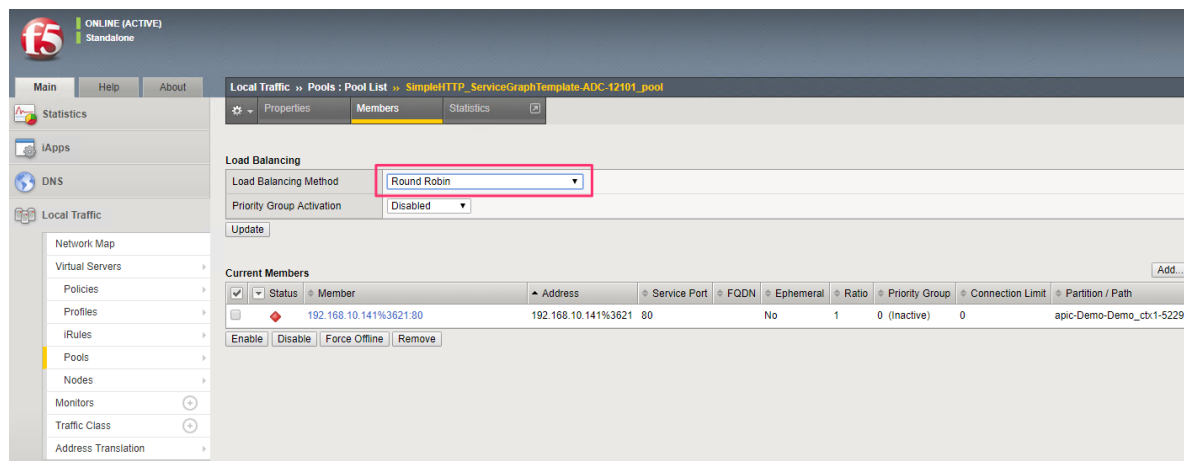 f5
ONLINE (ACTIVE)
Standalone
Main Help About
Local Traffic ›› Pools : Pool List ›› SimpleHTTP_ServiceGraphTemplate-ADC-12101_pool
Properties Members Statistics
Statistics
iApps
DNS
Local Traffic
Network Map
Virtual Servers
Policies
Profiles
iRules
Pools
Nodes
Monitors
Traffic Class
Address Translation
Load Balancing
Load Balancing Method Round Robin
Priority Group Activation Disabled
Update
Current Members
Add...
Status Member Address Service Port FQDN Ephemeral Ratio Priority Group Connection Limit Partition / Path
192.168.10.141%3621:80 192.168.10.141%3621 80 No 1 0 (Inactive) 0 apic-Demo-Demo_ctx1-5229
Enable Disable Force Offline Remove